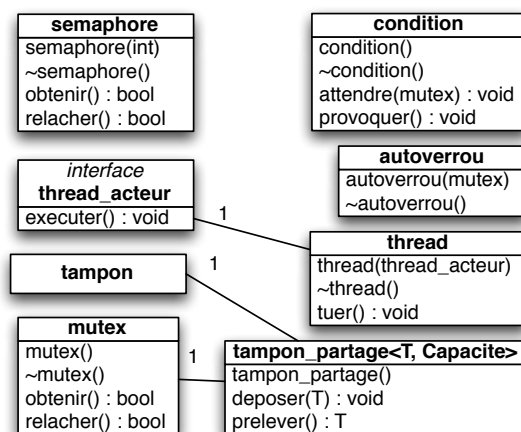 semaphore
semaphore(int)
~semaphore()
obtenir() : bool
relacher() : bool
condition
condition()
~condition()
attendre(mutex) : void
provoquer() : void
interface
thread_acteur
executer() : void
1
autoverrou
autoverrou(mutex)
~autoverrou()
thread
thread(thread_acteur)
~thread()
tuer() : void
tampon
1
mutex
mutex()
~mutex()
obtenir() : bool
relacher() : bool
1
tampon_partage<T, Capacite>
tampon_partage()
deposer(T) : void
prelever() : T